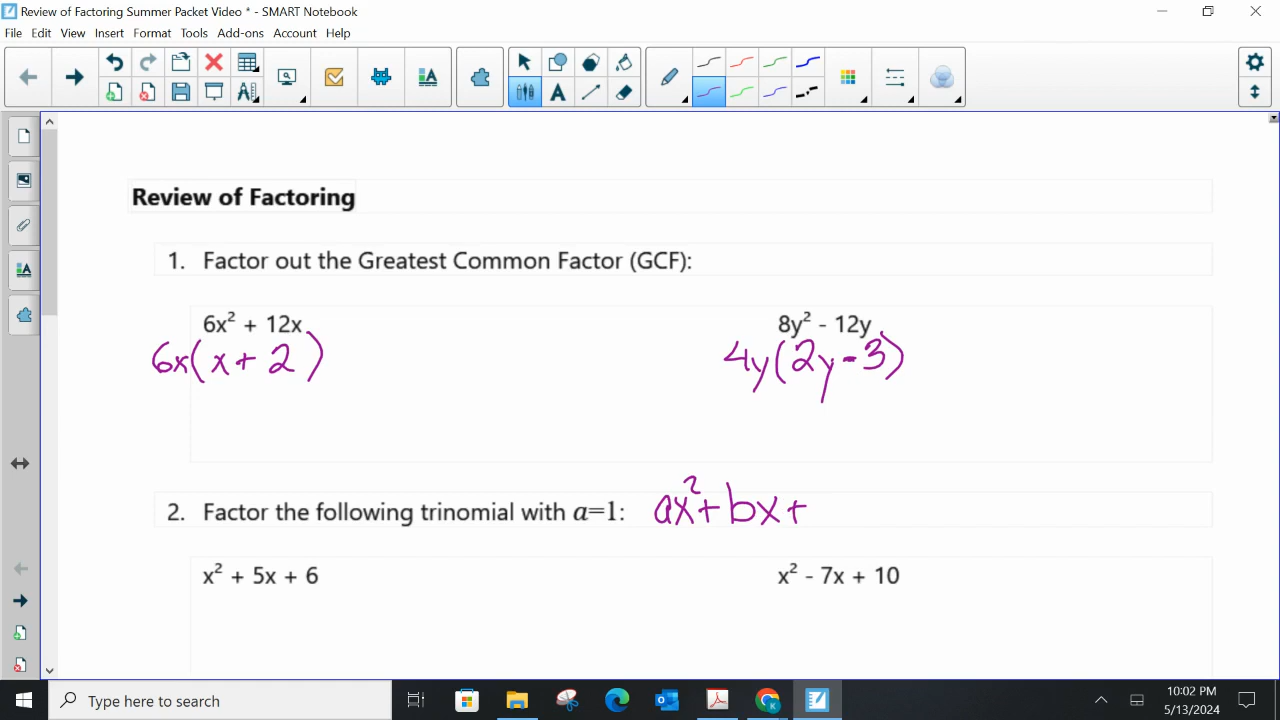 Review of Factoring Summer Packet Video * - SMART Notebook
File Edit View Insert Format Tools Add-ons Account Help
Review of Factoring
1. Factor out the Greatest Common Factor (GCF):
6x² + 12x 8y² - 12y
6x(x+2) 4y(2y-3)
2. Factor the following trinomial with a=1: ax²+bx+
x² + 5x + 6 x² - 7x + 10
Type here to search
10:02 PM
5/13/2024